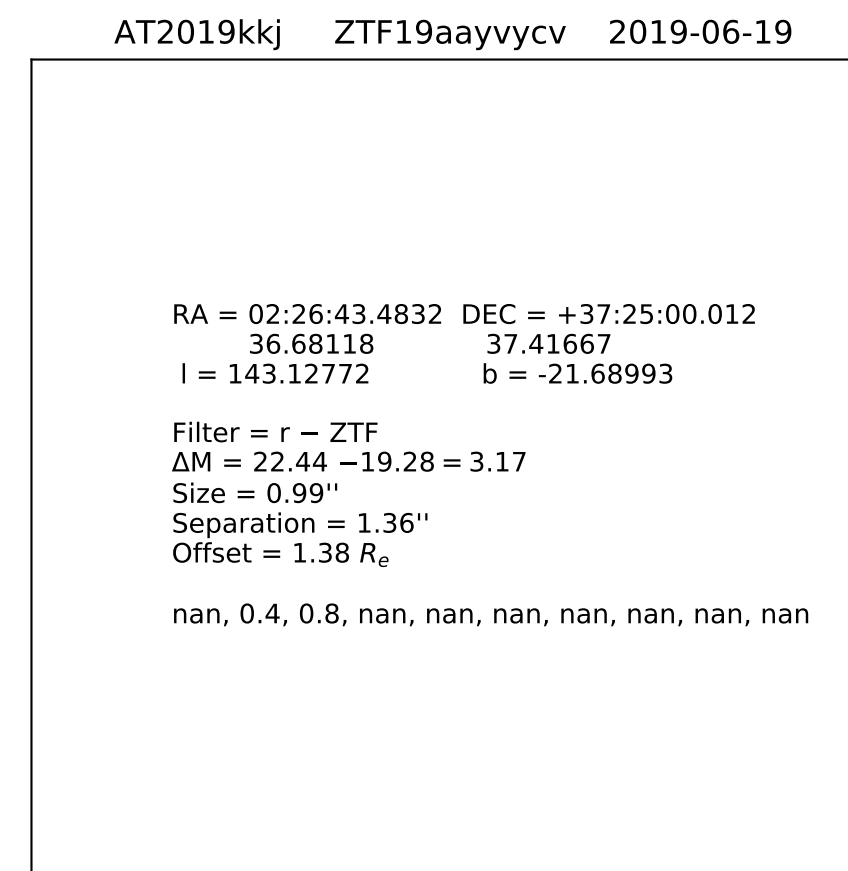 AT2019kkj ZTF19aayvycv 2019-06-19
RA = 02:26:43.4832 DEC = +37:25:00.012
36.68118 37.41667
l = 143.12772 b = -21.68993
Filter = r − ZTF
ΔM = 22.44 −19.28 = 3.17
Size = 0.99''
Separation = 1.36''
Offset = 1.38 Re
nan, 0.4, 0.8, nan, nan, nan, nan, nan, nan, nan